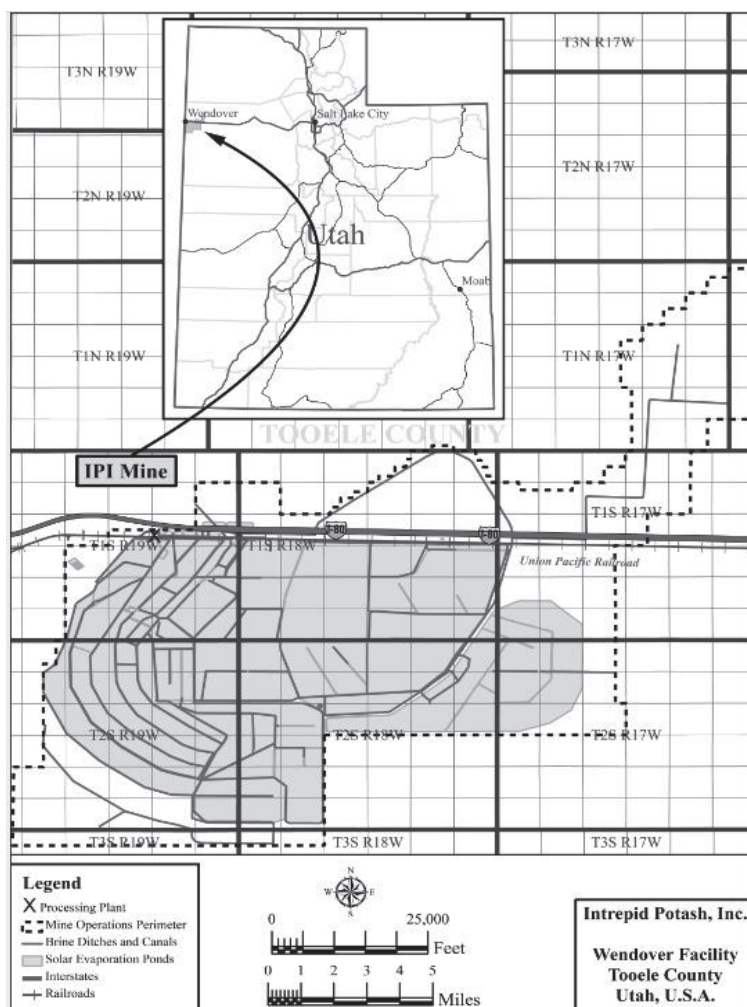 T3N R19W
T3N R17W
Wendover
Salt Lake City
T2N R19W
T2N R17W
Utah
Moab
T1N R19W
T1N R17W
TOOELE COUNTY
IPI Mine
T1S R17W
I-80
I-80
T1S R19W
T1S R18W
Union Pacific Railroad
T2S R19W
T2S R18W
T2S R17W
T3S R19W
T3S R18W
T3S R17W
Legend
X Processing Plant
Mine Operations Perimeter
Brine Ditches and Canals
Solar Evaporation Ponds
Interstates
Railroads
N
W E
S
0 25,000
Feet
0 1 2 3 4 5
Miles
Intrepid Potash, Inc.
Wendover Facility
Tooele County
Utah, U.S.A.